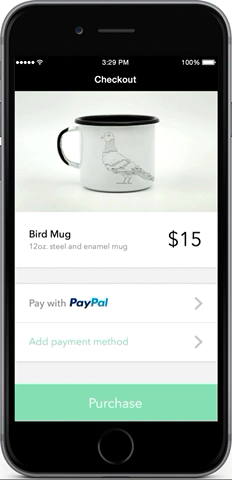 3:29 PM
100%
Checkout
Bird Mug
12oz. steel and enamel mug
$15
Pay with PayPal
Add payment method
Purchase